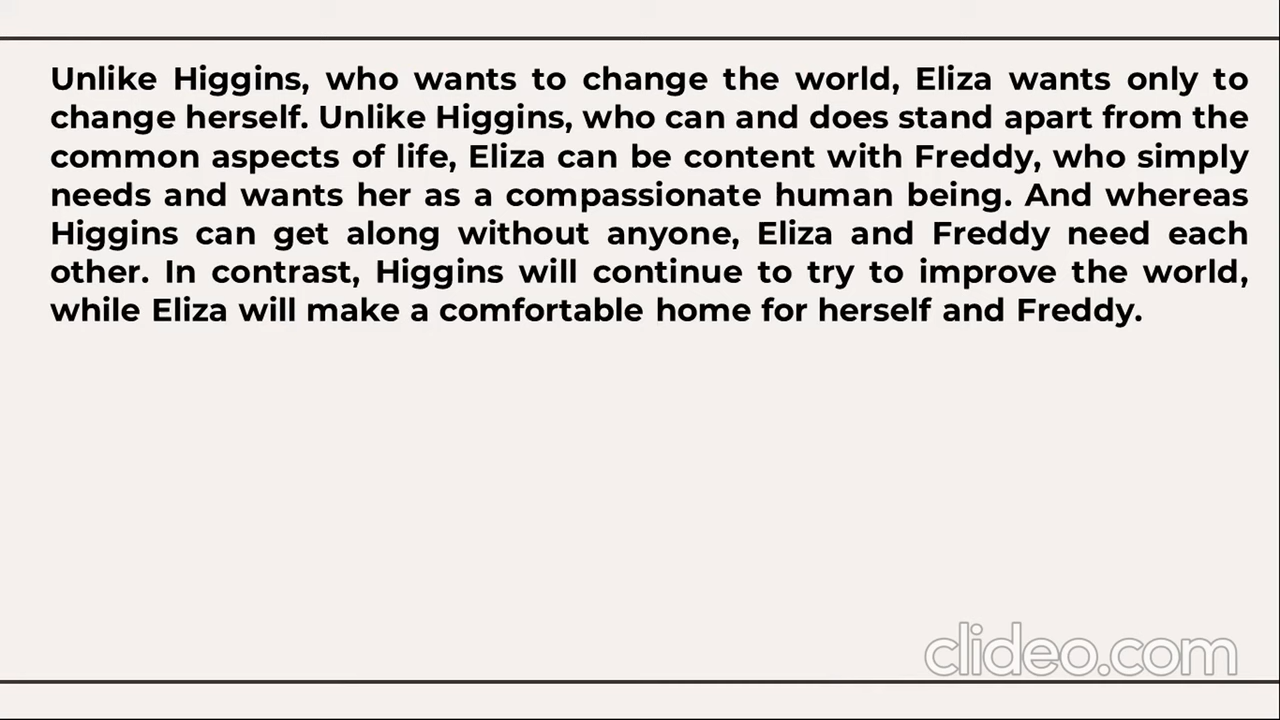 Unlike Higgins, who wants to change the world, Eliza wants only to
change herself. Unlike Higgins, who can and does stand apart from the
common aspects of life, Eliza can be content with Freddy, who simply
needs and wants her as a compassionate human being. And whereas
Higgins can get along without anyone, Eliza and Freddy need each
other. In contrast, Higgins will continue to try to improve the world,
while Eliza will make a comfortable home for herself and Freddy.
clideo.com